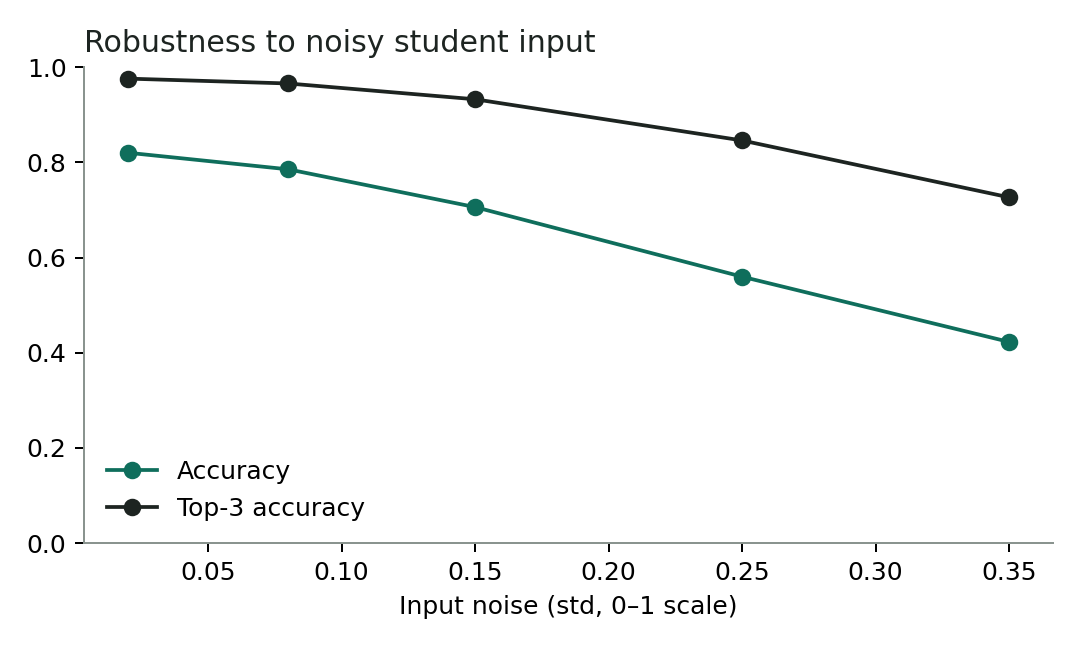 Robustness to noisy student input
1.0
0.8
0.6
0.4
0.2
0.0
Accuracy
Top-3 accuracy
0.05 0.10 0.15 0.20 0.25 0.30 0.35
Input noise (std, 0–1 scale)